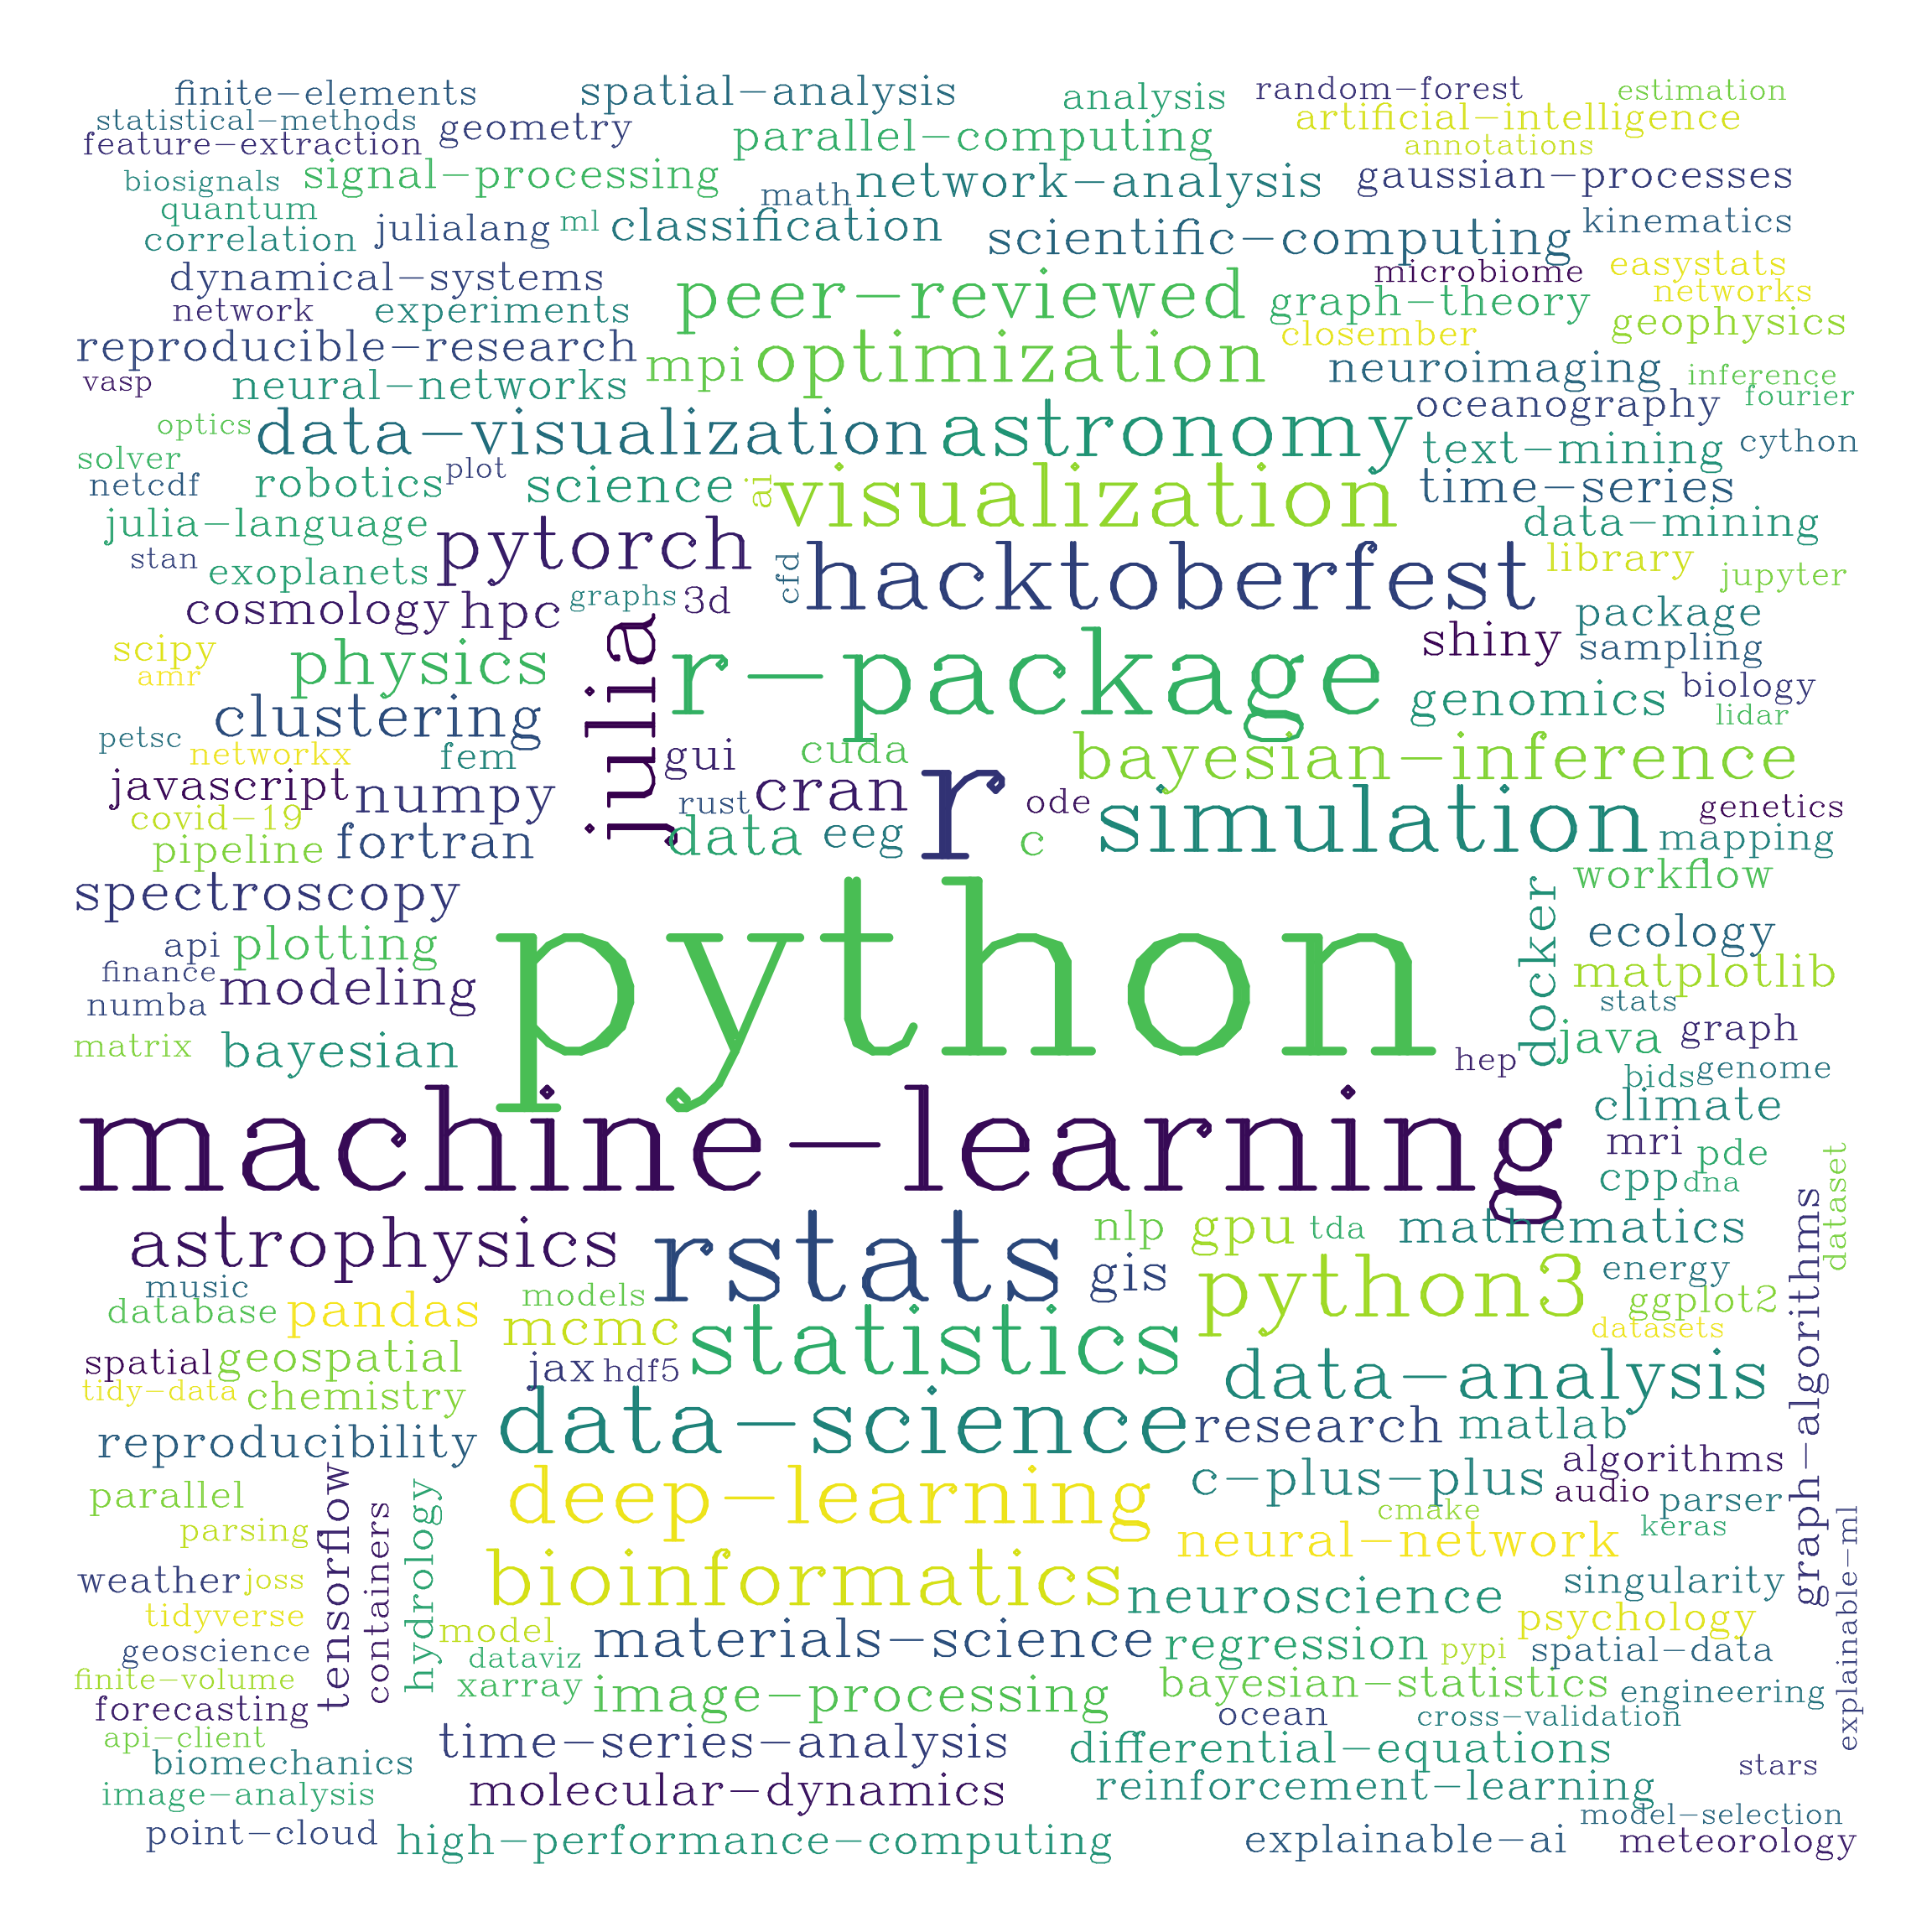 finite-elements spatial-analysis analysis random-forest estimation
statistical-methods geometry parallel-computing artificial-intelligence
feature-extraction annotations
biosignals signal-processing math network-analysis gaussian-processes
quantum julialang ml classification scientific-computing kinematics
correlation
dynamical-systems peer-reviewed microbiome easystats
network experiments graph-theory networks
reproducible-research mpi optimization closember geophysics
vasp neural-networks neuroimaging inference
optics data-visualization astronomy oceanography fourier
solver plot text-mining cython
netcdf robotics science ai visualization time-series
julia-language pytorch data-mining
stan exoplanets cfd hacktoberfest library jupyter
cosmology hpc graphs 3d package
scipy julia r-package shiny sampling
amr physics genomics biology
clustering lidar
petsc networkx fem gui cuda r bayesian-inference
javascript numpy rust cran ode simulation genetics
covid-19 fortran data eeg c mapping
pipeline
spectroscopy python docker workflow
api plotting ecology
finance modeling matplotlib
numba stats
matrix bayesian hep java graph
bids genome
machine-learning climate
mri pde
cpp dna dataset
astrophysics rstats nlp gpu tda mathematics graph-algorithms
music gis python3 energy
database pandas models mcmc statistics ggplot2
datasets
spatial geospatial jax hdf5 data-analysis
tidy-data chemistry
reproducibility data-science research matlab
tensorflow containers hydrology deep-learning c-plus-plus algorithms
parallel audio parser
parsing cmake keras
neural-network explainable-ml
weather joss bioinformatics neuroscience singularity
tidyverse model psychology
geoscience dataviz materials-science regression pypi spatial-data
finite-volume xarray image-processing bayesian-statistics engineering
forecasting ocean cross-validation
api-client time-series-analysis differential-equations
biomechanics stars
image-analysis molecular-dynamics reinforcement-learning
point-cloud high-performance-computing explainable-ai model-selection
meteorology